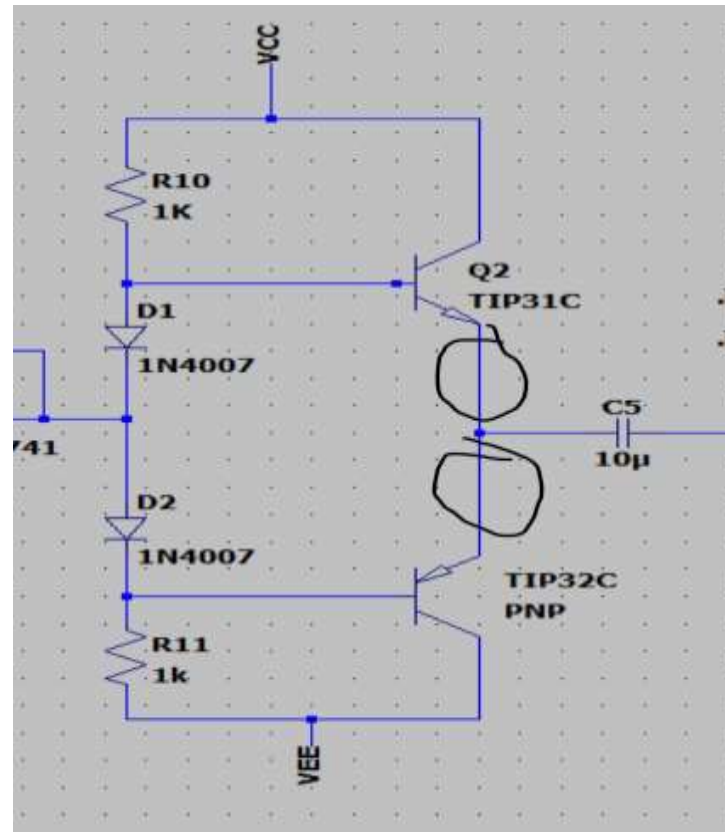 VCC
R10
1K
Q2
TIP31C
D1
1N4007
C5
10µ
741
D2
1N4007
TIP32C
PNP
R11
1k
VEE